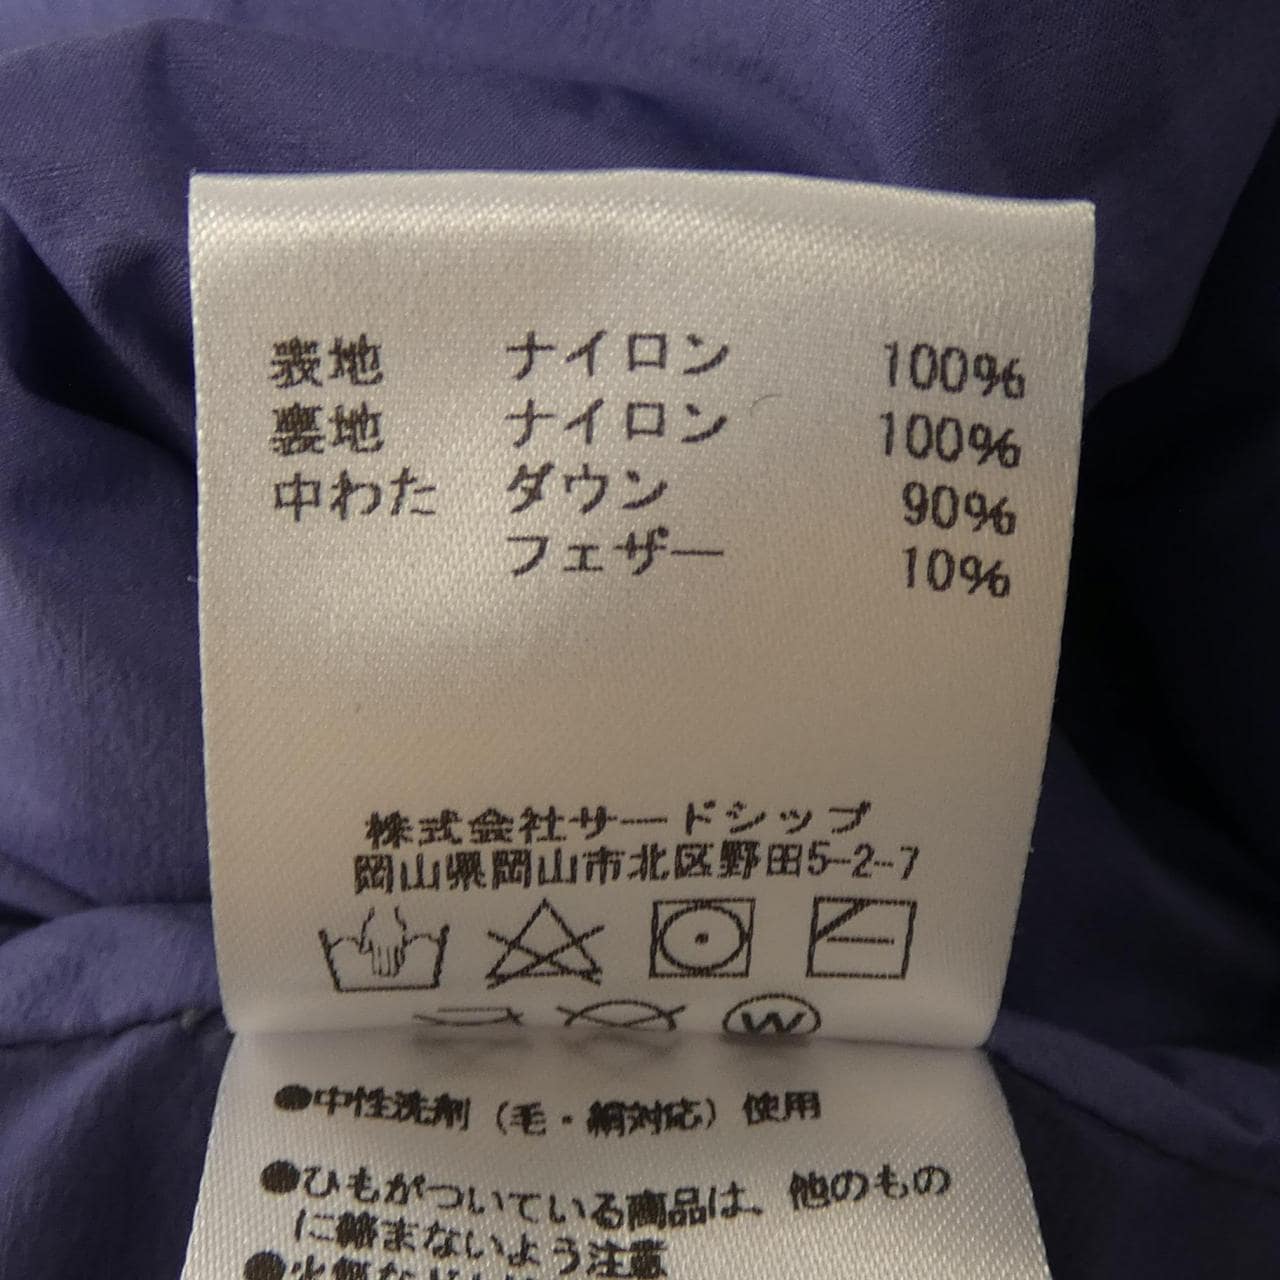 表地 ナイロン 100%
裏地 ナイロン 100%
中わた ダウン 90%
フェザー 10%
株式会社サードシップ
岡山県岡山市北区野田5-2-7
W
●中性洗剤（毛・絹対応）使用
●ひもがついている商品は、他のもの
に絡まないよう注意